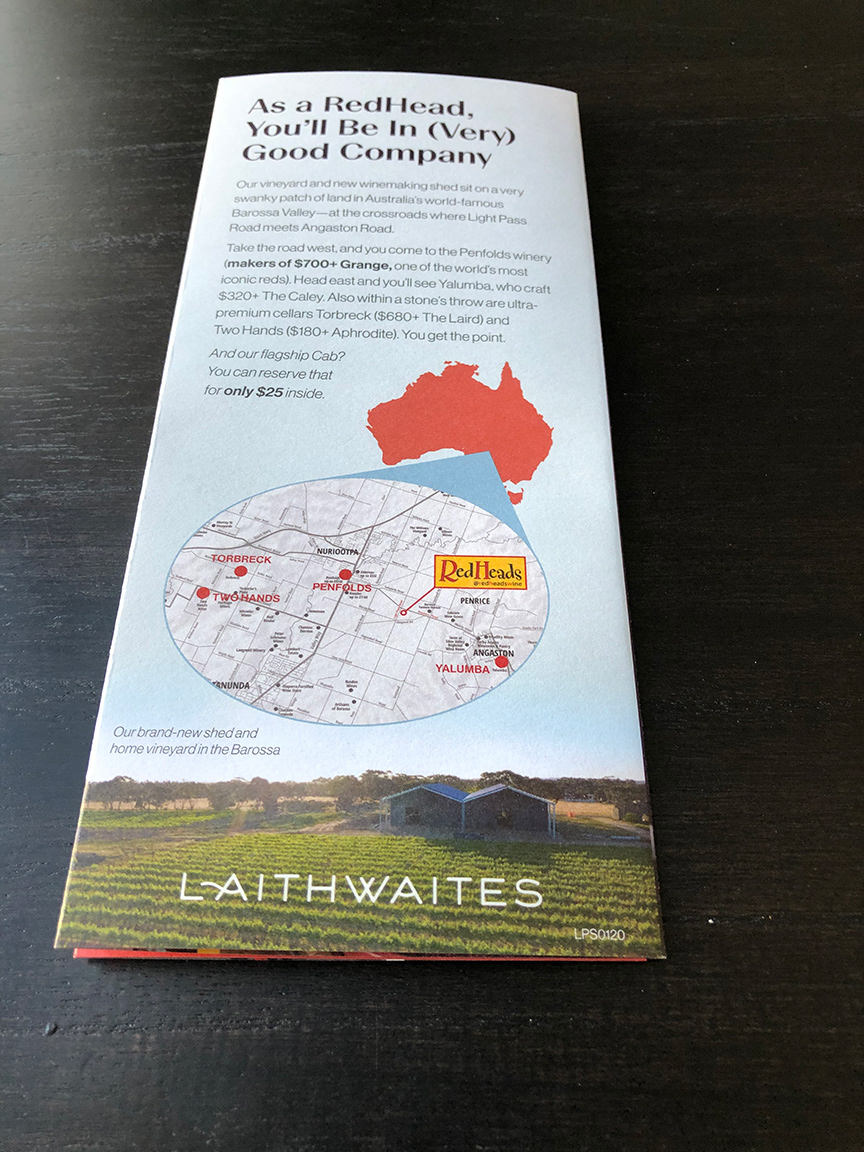 As a RedHead,
You'll Be In (Very)
Good Company
Our vineyard and new winemaking shed sit on a very
swanky patch of land in Australia's world-famous
Barossa Valley—at the crossroads where Light Pass
Road meets Angaston Road.
Take the road west, and you come to the Penfolds winery
(makers of $700+ Grange, one of the world's most
iconic reds). Head east and you'll see Yalumba, who craft
$320+ The Caley. Also within a stone's throw are ultra-
premium cellars Torbreck ($680+ The Laird) and
Two Hands ($180+ Aphrodite). You get the point.
And our flagship Cab?
You can reserve that
for only $25 inside.
NURIOOTPA
TORBRECK
PENFOLDS
RedHeads
@redheadswine
TWO HANDS
PENRICE
ANGASTON
YALUMBA
TANUNDA
Our brand-new shed and
home vineyard in the Barossa
LAITHWAITES
LPS0120